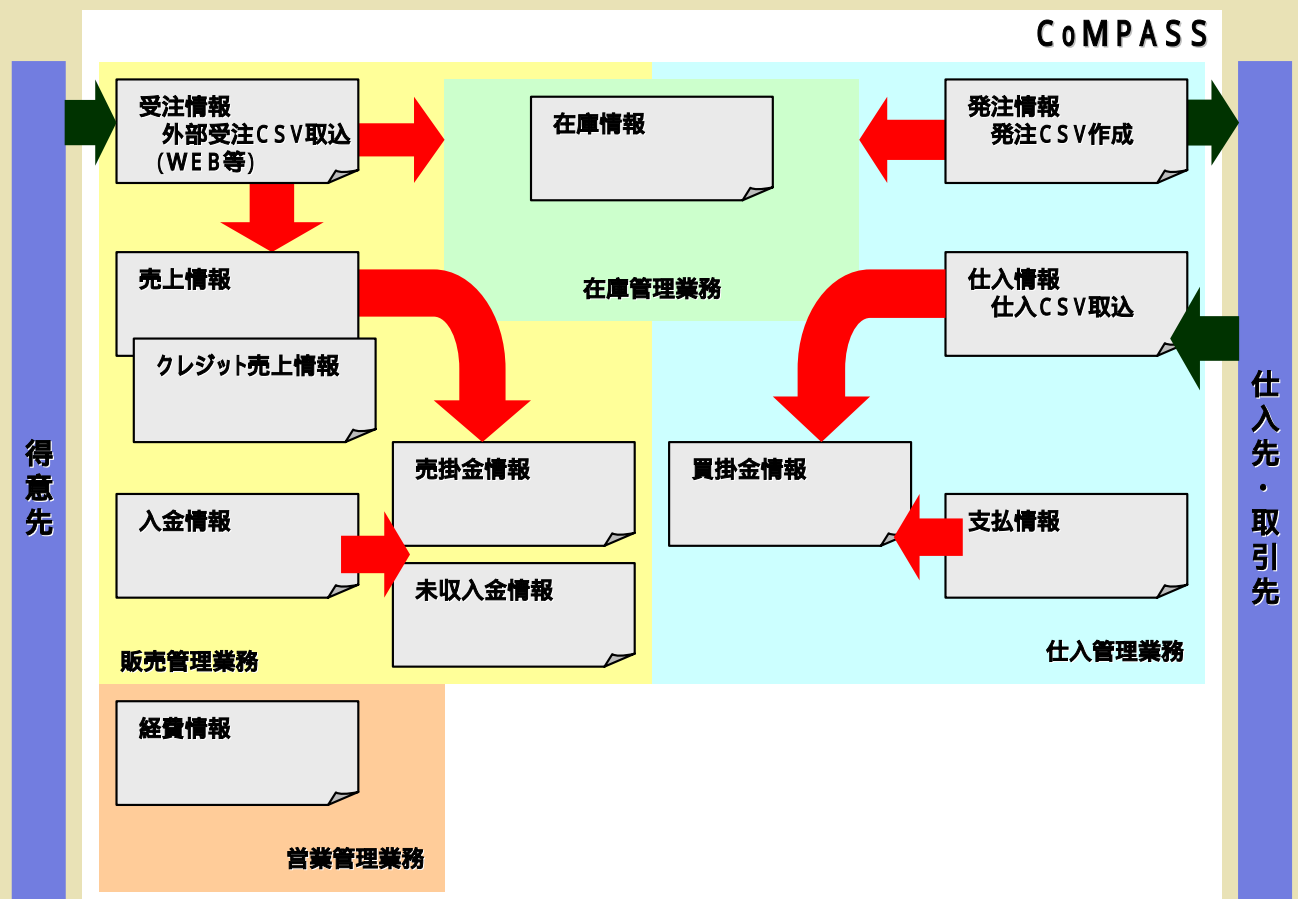 CoMPASS
得意先
受注情報
外部受注CSV取込
(WEB等)
在庫情報
発注情報
発注CSV作成
売上情報
クレジット売上情報
在庫管理業務
仕入情報
仕入CSV取込
仕入先・取引先
売掛金情報
買掛金情報
入金情報
支払情報
未収入金情報
販売管理業務
仕入管理業務
経費情報
営業管理業務